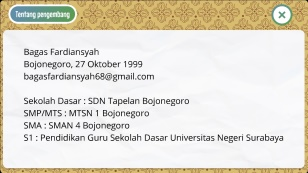 Tentang pengembang
Bagas Fardiansyah
Bojonegoro, 27 Oktober 1999
bagasfardiansyah68@gmail.com
Sekolah Dasar : SDN Tapelan Bojonegoro
SMP/MTS : MTSN 1 Bojonegoro
SMA : SMAN 4 Bojonegoro
S1 : Pendidikan Guru Sekolah Dasar Universitas Negeri Surabaya